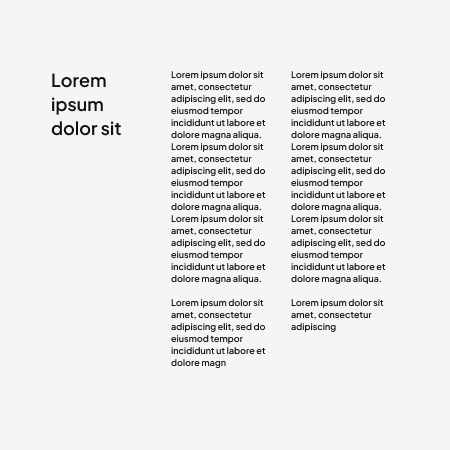 Lorem
ipsum
dolor sit
Lorem ipsum dolor sit
amet, consectetur
adipiscing elit, sed do
eiusmod tempor
incididunt ut labore et
dolore magna aliqua.
Lorem ipsum dolor sit
amet, consectetur
adipiscing elit, sed do
eiusmod tempor
incididunt ut labore et
dolore magna aliqua.
Lorem ipsum dolor sit
amet, consectetur
adipiscing elit, sed do
eiusmod tempor
incididunt ut labore et
dolore magna aliqua.
Lorem ipsum dolor sit
amet, consectetur
adipiscing elit, sed do
eiusmod tempor
incididunt ut labore et
dolore magn
Lorem ipsum dolor sit
amet, consectetur
adipiscing elit, sed do
eiusmod tempor
incididunt ut labore et
dolore magna aliqua.
Lorem ipsum dolor sit
amet, consectetur
adipiscing elit, sed do
eiusmod tempor
incididunt ut labore et
dolore magna aliqua.
Lorem ipsum dolor sit
amet, consectetur
adipiscing elit, sed do
eiusmod tempor
incididunt ut labore et
dolore magna aliqua.
Lorem ipsum dolor sit
amet, consectetur
adipiscing